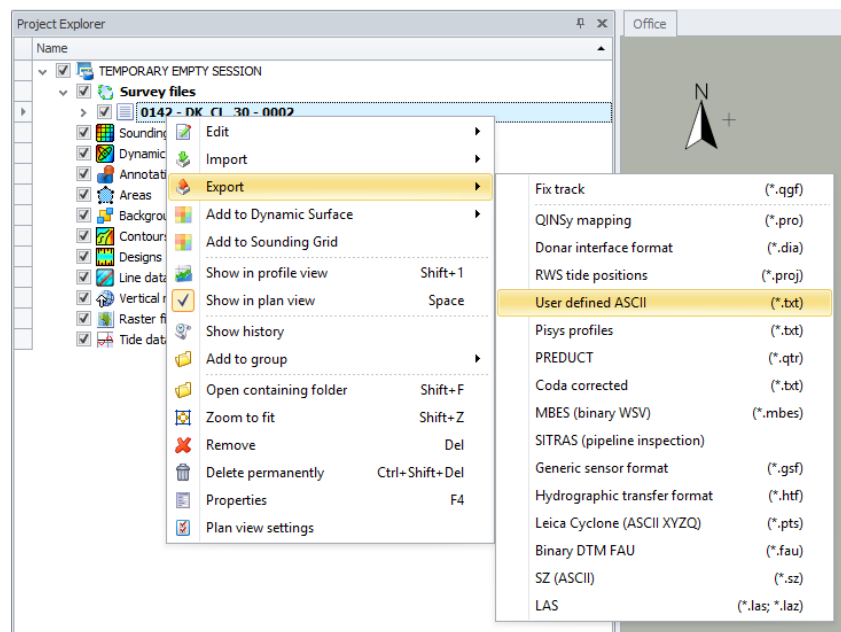 Project Explorer
Office
Name
TEMPORARY EMPTY SESSION
Survey files
0142 - DK_CL_30 - 0002
Sounding
Dynamic
Annotati
Areas
Backgrou
Contour
Designs
Line data
Vertical r
Raster fi
Tide data
Edit
Import
Export
Add to Dynamic Surface
Add to Sounding Grid
Show in profile view Shift+1
Show in plan view Space
Show history
Add to group
Open containing folder Shift+F
Zoom to fit Shift+Z
Remove Del
Delete permanently Ctrl+Shift+Del
Properties F4
Plan view settings
Fix track (*.qgf)
QINSy mapping (*.pro)
Donar interface format (*.dia)
RWS tide positions (*.proj)
User defined ASCII (*.txt)
Pisys profiles (*.txt)
PREDUCT (*.qtr)
Coda corrected (*.txt)
MBES (binary WSV) (*.mbes)
SITRAS (pipeline inspection)
Generic sensor format (*.gsf)
Hydrographic transfer format (*.htf)
Leica Cyclone (ASCII XYZQ) (*.pts)
Binary DTM FAU (*.fau)
SZ (ASCII) (*.sz)
LAS (*.las; *.laz)
N